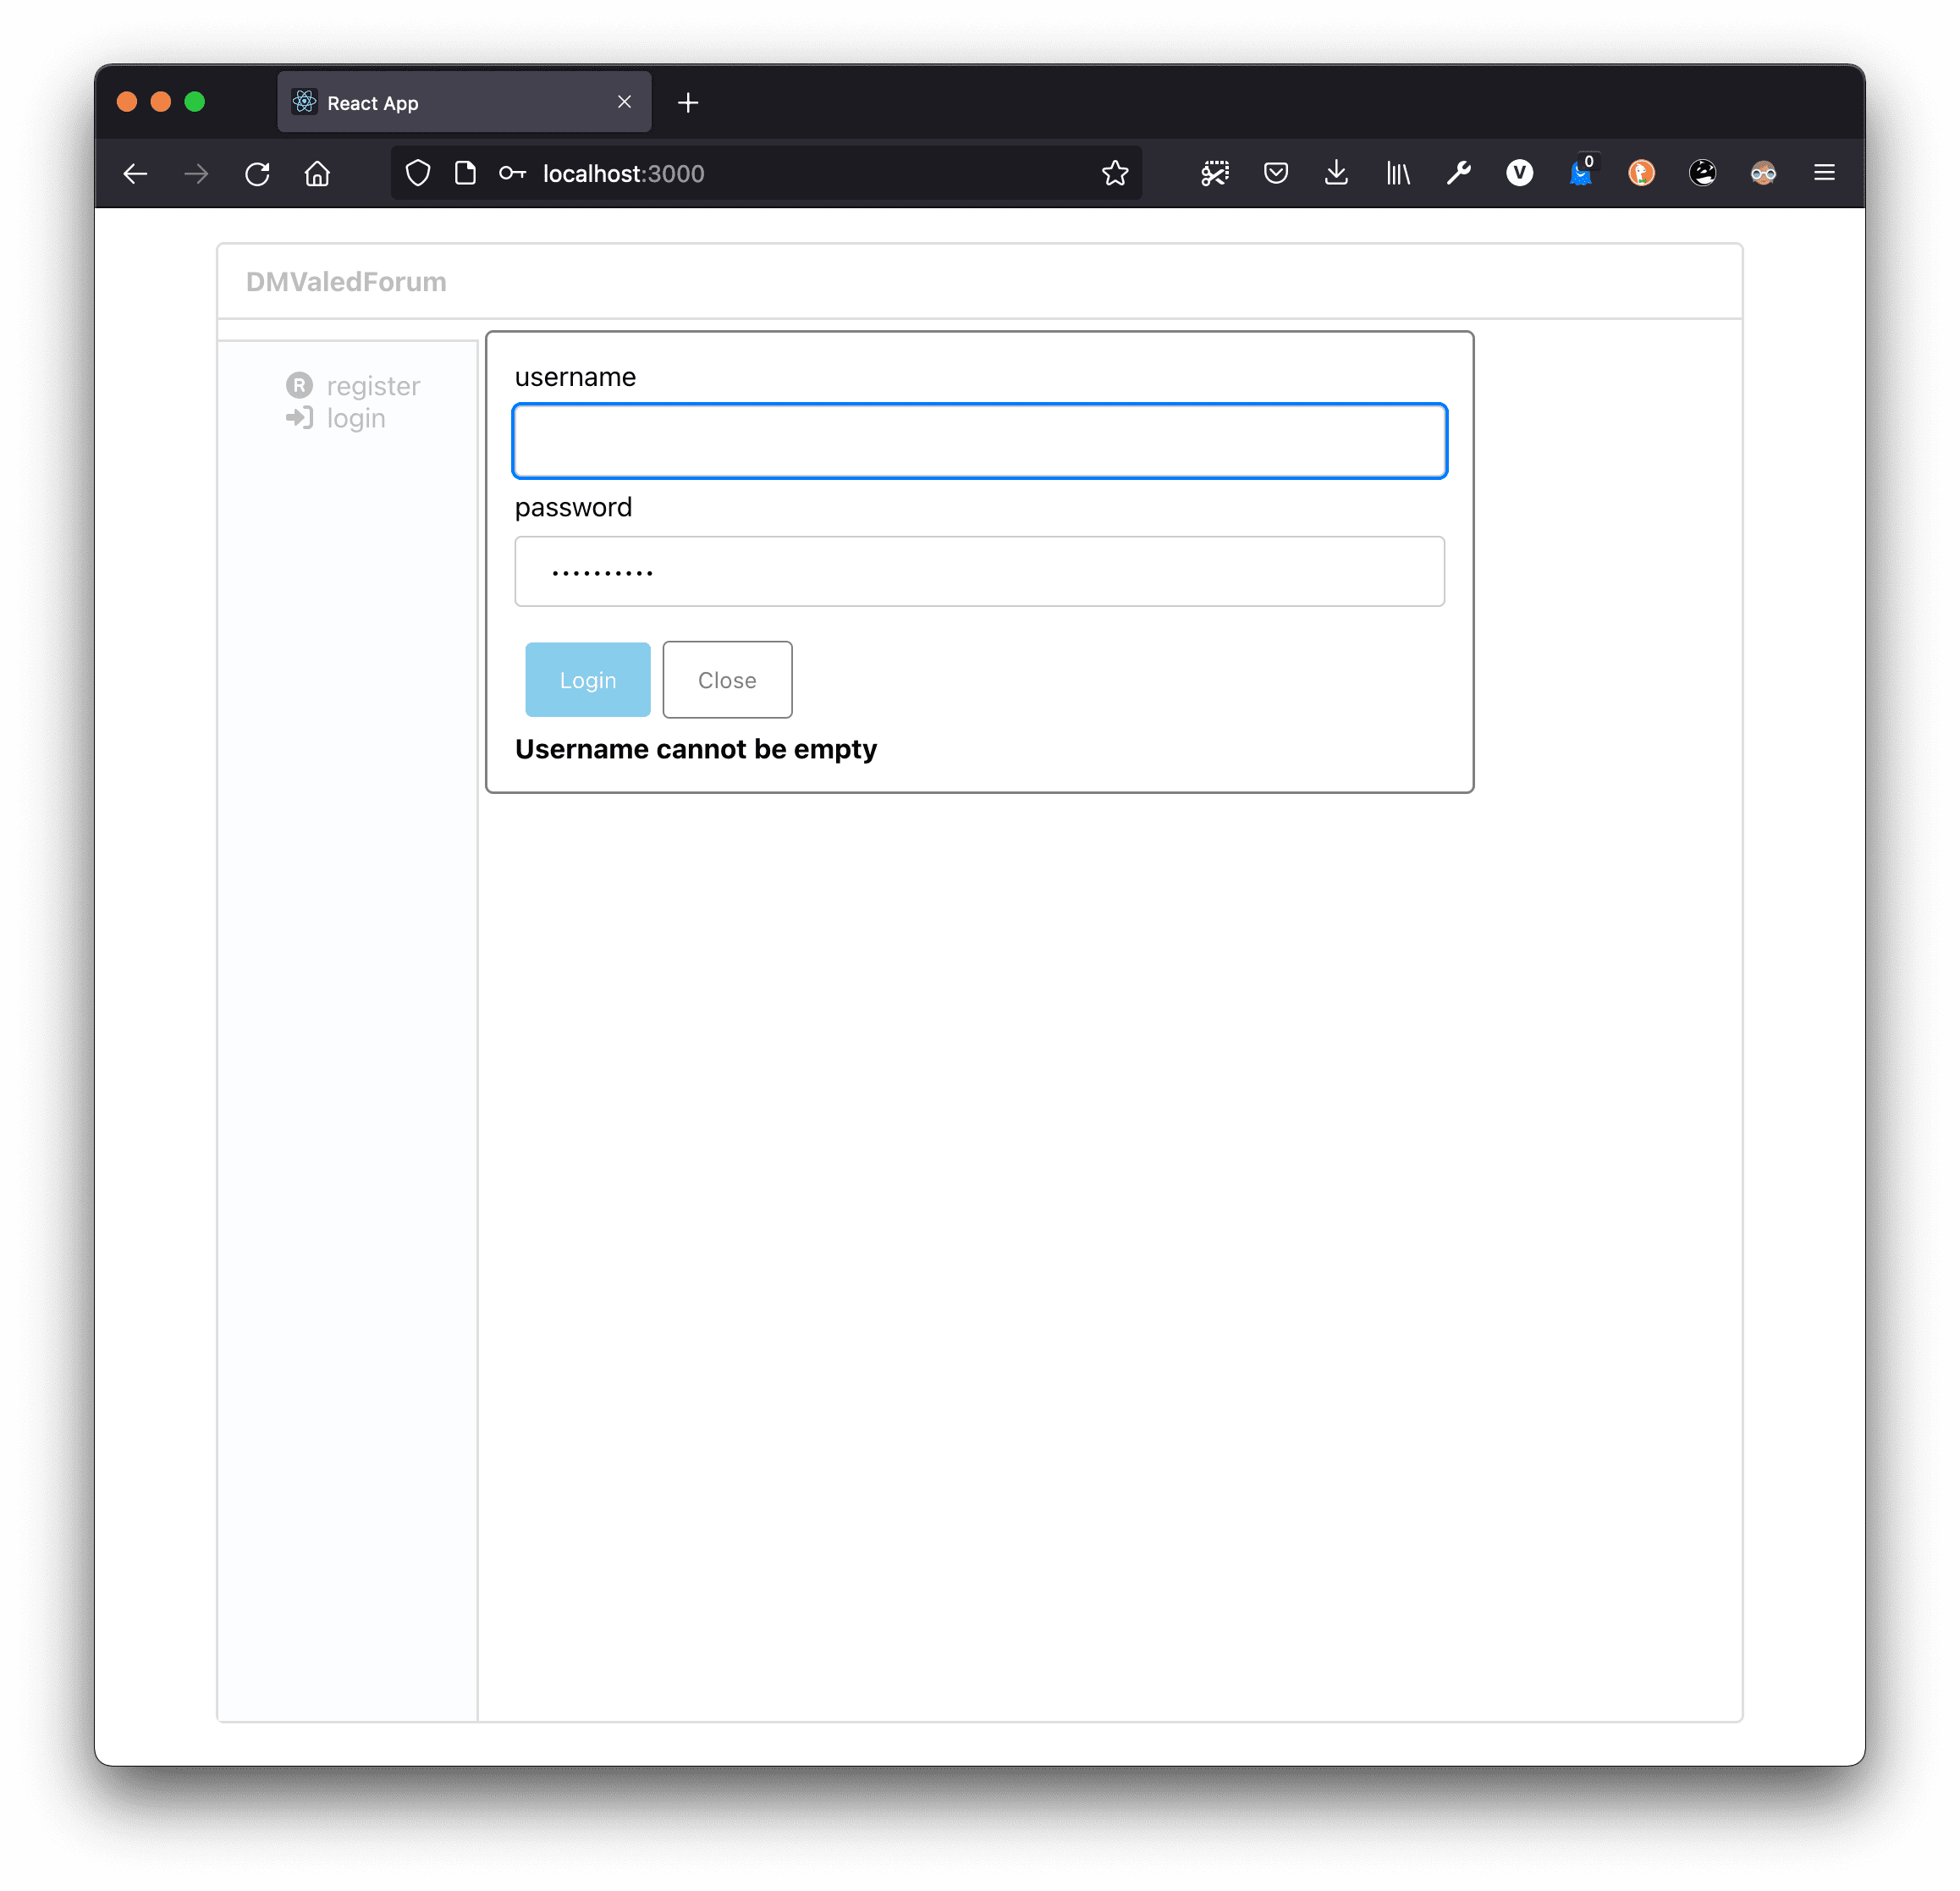 React App
localhost:3000
0
V
DMValedForum
R register
login
username
password
••••••••••
Login Close
Username cannot be empty